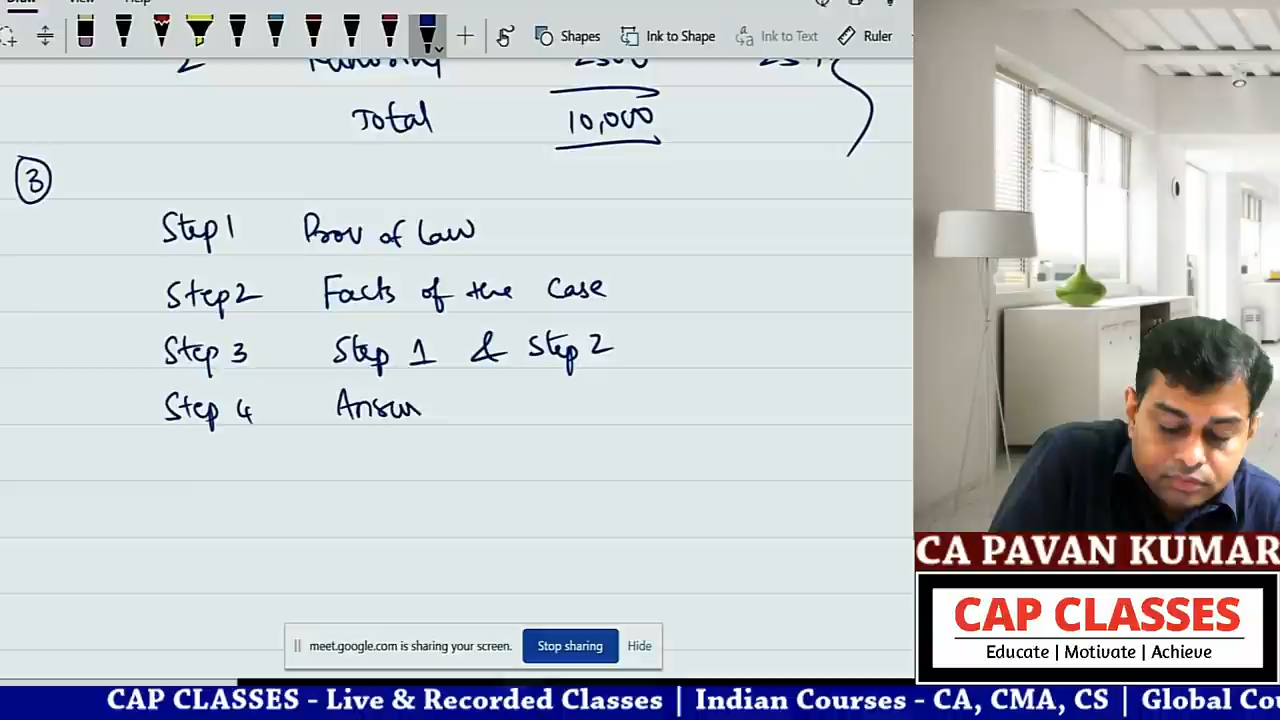 Help
Shapes
Ink to Shape
Ink to Text
Ruler
2
Total 10,000
3
Step 1 Prov of law
Step 2 Facts of the Case
Step 3 Step 1 & Step 2
Step 4
meet.google.com is sharing your screen. Stop sharing Hide
CA PAVAN KUMAR
CAP CLASSES
Educate | Motivate | Achieve
CAP CLASSES - Live & Recorded Classes | Indian Courses - CA, CMA, CS | Global Co